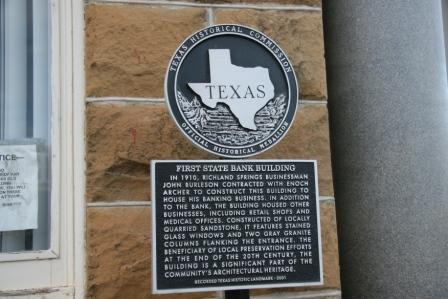 TEXAS HISTORICAL COMMISSION
TEXAS
OFFICIAL HISTORICAL MEDALLION
FIRST STATE BANK BUILDING
IN 1910, RICHLAND SPRINGS BUSINESSMAN
JOHN BURLESON CONTRACTED WITH ENOCH
ARCHER TO CONSTRUCT THIS BUILDING TO
HOUSE HIS BANKING BUSINESS. IN ADDITION
TO THE BANK, THE BUILDING HOUSED OTHER
BUSINESSES, INCLUDING RETAIL SHOPS AND
MEDICAL OFFICES. CONSTRUCTED OF LOCALLY
QUARRIED SANDSTONE, IT FEATURES STAINED
GLASS WINDOWS AND TWO GRAY GRANITE
COLUMNS FLANKING THE ENTRANCE. THE
BENEFICIARY OF LOCAL PRESERVATION EFFORTS
AT THE END OF THE 20TH CENTURY, THE
BUILDING IS A SIGNIFICANT PART OF THE
COMMUNITY'S ARCHITECTURAL HERITAGE.
RECORDED TEXAS HISTORIC LANDMARK - 2001